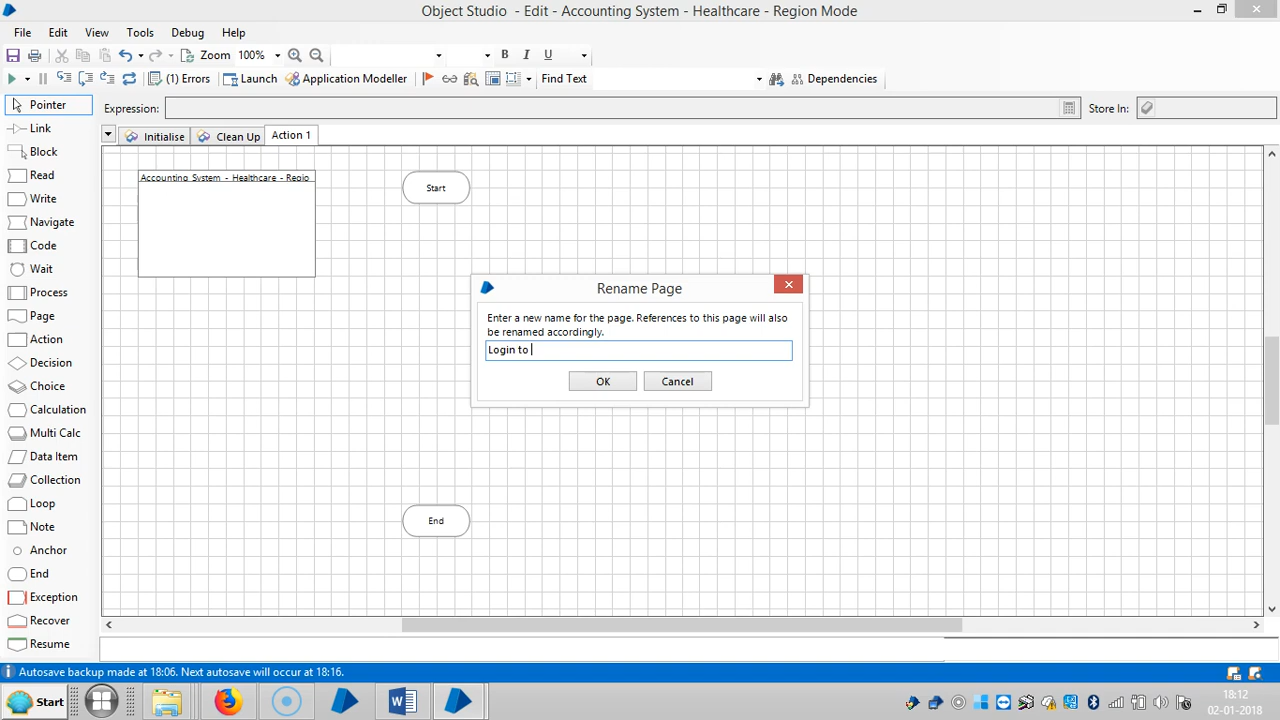 Object Studio - Edit - Accounting System - Healthcare - Region Mode
File Edit View Tools Debug Help
Zoom 100% B I U
(1) Errors Launch Application Modeller Find Text Dependencies
Pointer Expression: Store In:
Link Initialise Clean Up Action 1
Block
Read Accounting System - Healthcare - Regio Start
Write
Navigate
Code
Wait
Process Rename Page
Page Enter a new name for the page. References to this page will also
be renamed accordingly.
Action Login to
Decision
Choice OK Cancel
Calculation
Multi Calc
Data Item
Collection
Loop
Note End
Anchor
End
Exception
Recover
Resume
Autosave backup made at 18:06. Next autosave will occur at 18:16.
Start 18:12
02-01-2018